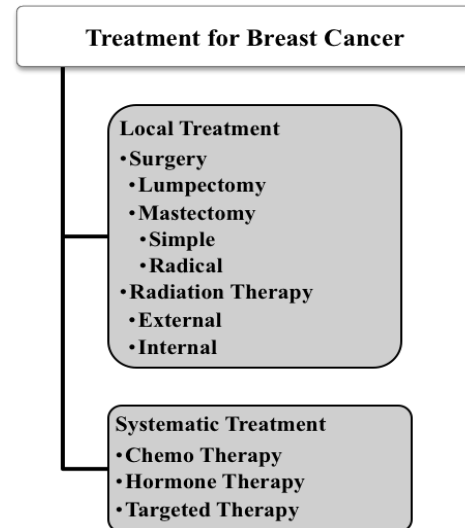 Treatment for Breast Cancer
Local Treatment
•Surgery
•Lumpectomy
•Mastectomy
•Simple
•Radical
•Radiation Therapy
•External
•Internal
Systematic Treatment
•Chemo Therapy
•Hormone Therapy
•Targeted Therapy